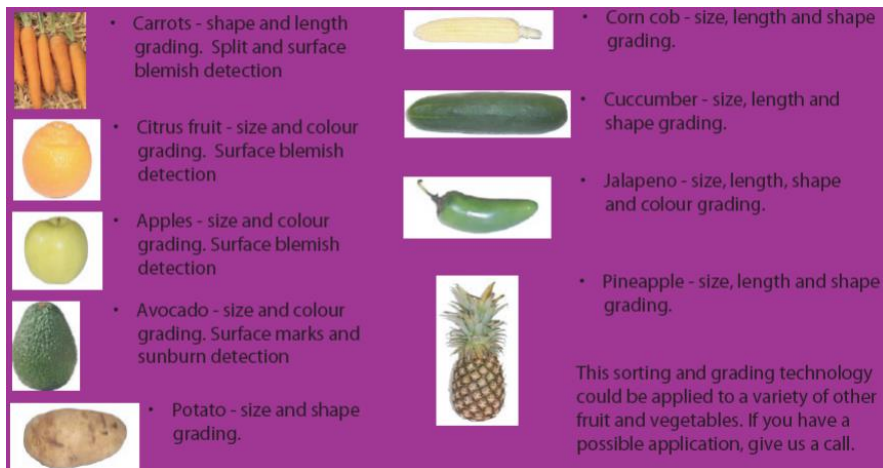 • Carrots - shape and length
grading. Split and surface
blemish detection
• Citrus fruit - size and colour
grading. Surface blemish
detection
• Apples - size and colour
grading. Surface blemish
detection
• Avocado - size and colour
grading. Surface marks and
sunburn detection
• Potato - size and shape
grading.
• Corn cob - size, length and shape
grading.
• Cuccumber - size, length and
shape grading.
• Jalapeno - size, length, shape
and colour grading.
• Pineapple - size, length and shape
grading.
This sorting and grading technology
could be applied to a variety of other
fruit and vegetables. If you have a
possible application, give us a call.